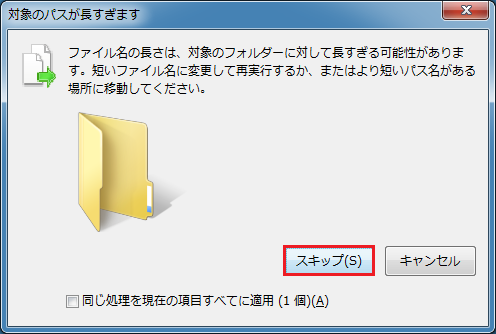 対象のパスが長すぎます
ファイル名の長さは、対象のフォルダーに対して長すぎる可能性がありま
す。短いファイル名に変更して再実行するか、またはより短いパス名がある
場所に移動してください。
スキップ(S)
キャンセル
同じ処理を現在の項目すべてに適用 (1 個)(A)